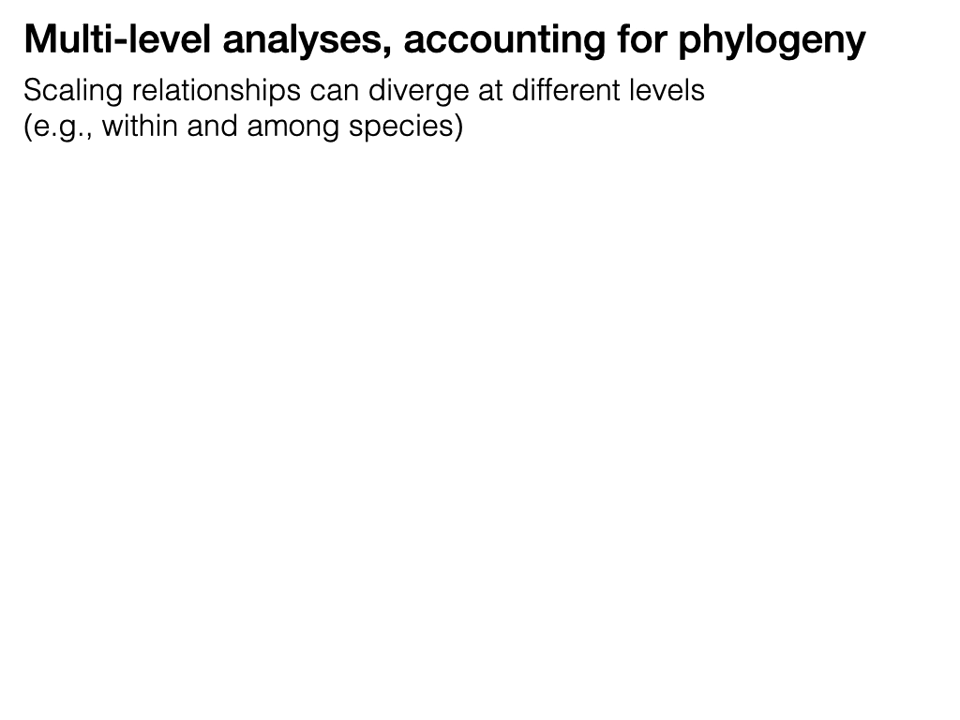 Multi-level analyses, accounting for phylogeny
Scaling relationships can diverge at different levels
(e.g., within and among species)